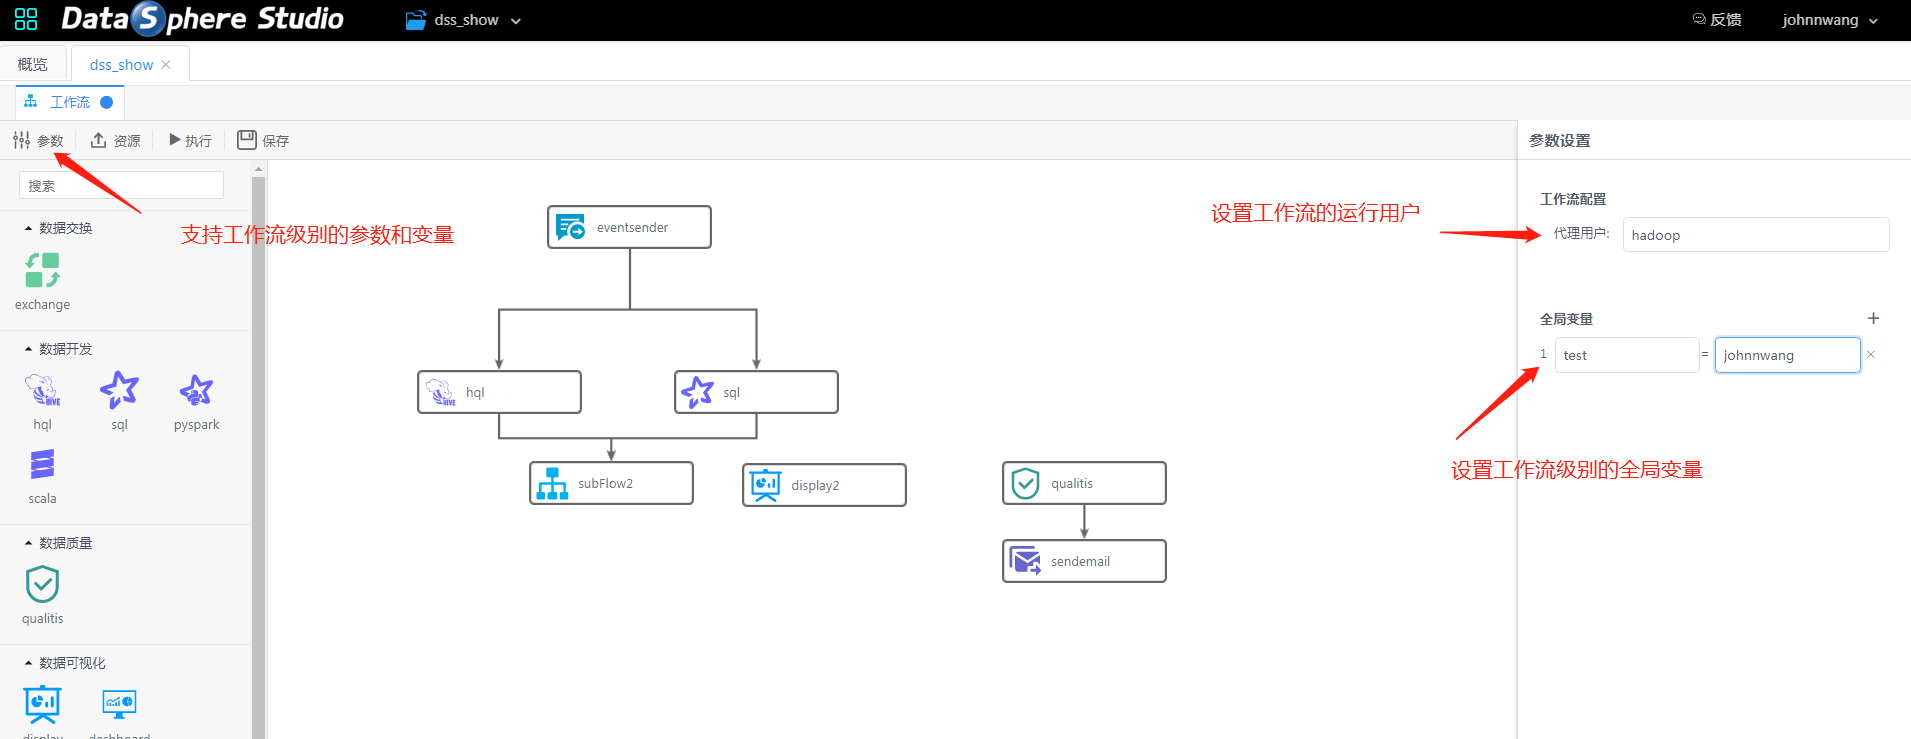 DataSphere Studio
dss_show
反馈
johnnwang
概览
dss_show
工作流
参数
资源
执行
保存
参数设置
搜索
数据交换
exchange
数据开发
hql
sql
pyspark
HIVE
scala
数据质量
qualitis
数据可视化
display
dashboard
支持工作流级别的参数和变量
eventsender
HIVE
hql
sql
subFlow2
display2
qualitis
sendemail
设置工作流的运行用户
工作流配置
代理用户:
hadoop
全局变量
1
test
=
johnnwang
设置工作流级别的全局变量